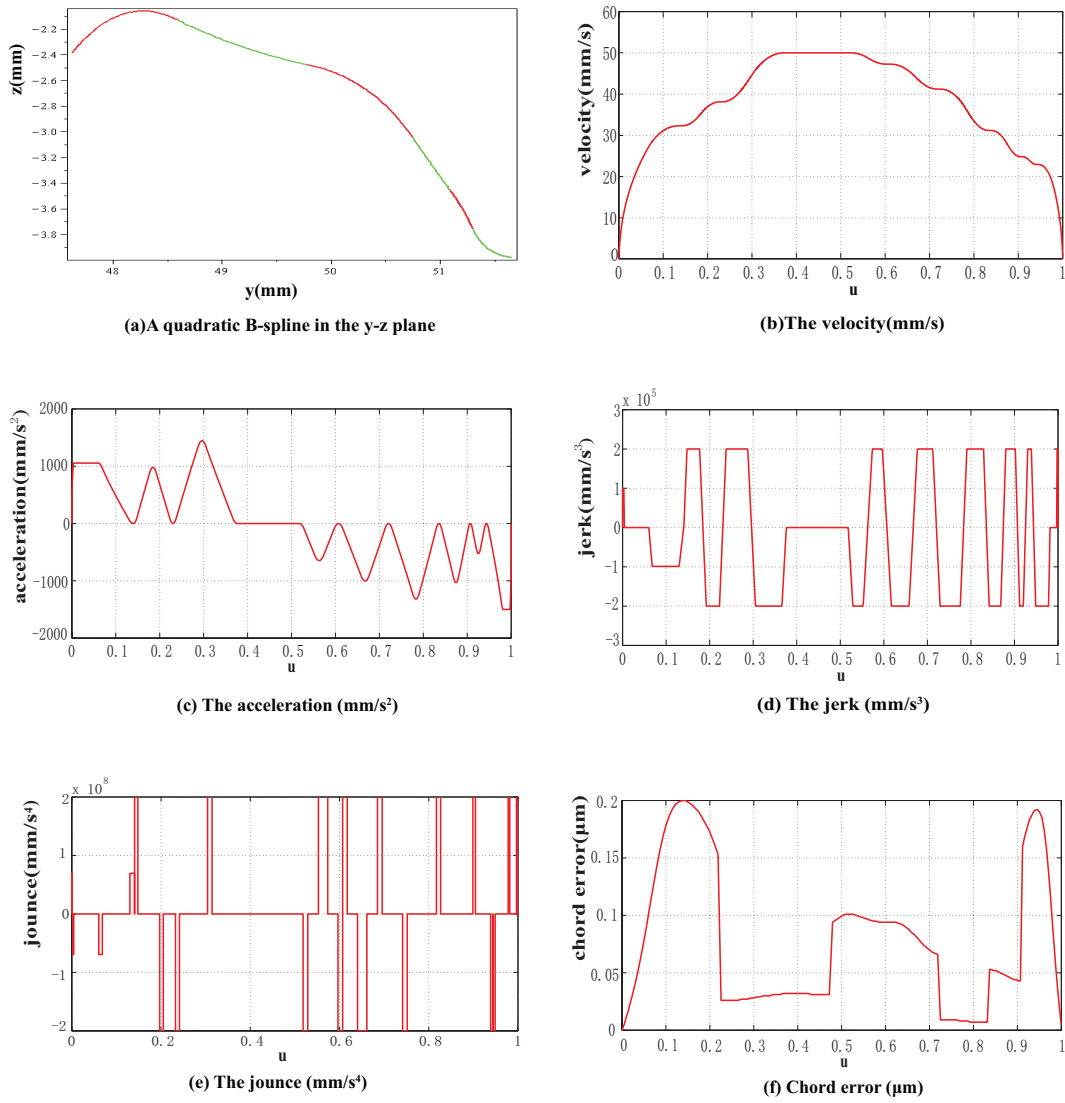 z(mm)
−2.2
−2.4
−2.6
−2.8
−3.0
−3.2
−3.4
−3.6
−3.8
48 49 50 51
y(mm)
(a)A quadratic B-spline in the y-z plane
velocity(mm/s)
60
50
40
30
20
10
0
0 0.1 0.2 0.3 0.4 0.5 0.6 0.7 0.8 0.9 1
u
(b)The velocity(mm/s)
acceleration(mm/s²)
2000
1000
0
−1000
−2000
0 0.1 0.2 0.3 0.4 0.5 0.6 0.7 0.8 0.9 1
u
(c) The acceleration (mm/s²)
jerk(mm/s³)
x 10⁵
3
2
1
0
−1
−2
−3
0 0.1 0.2 0.3 0.4 0.5 0.6 0.7 0.8 0.9 1
u
(d) The jerk (mm/s³)
jounce(mm/s⁴)
x 10⁸
2
1
0
−1
−2
0 0.2 0.4 0.6 0.8 1
u
(e) The jounce (mm/s⁴)
chord error(μm)
0.2
0.15
0.1
0.05
0
0 0.1 0.2 0.3 0.4 0.5 0.6 0.7 0.8 0.9 1
u
(f) Chord error (μm)